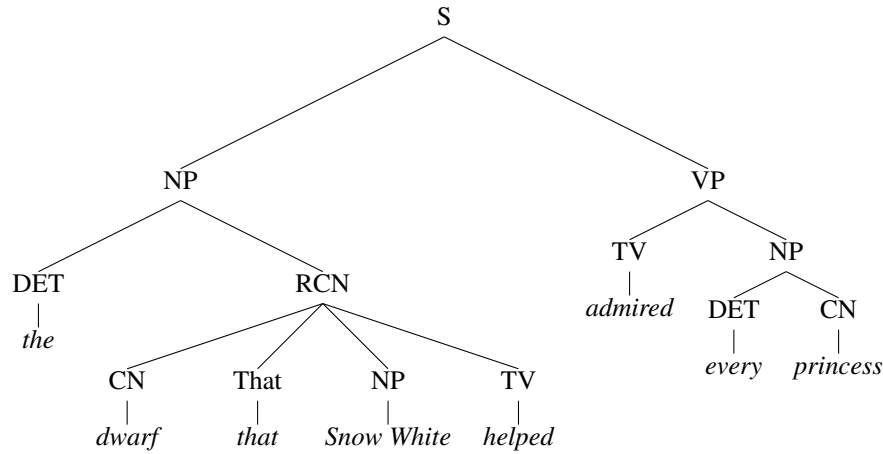 S
NP VP
DET RCN TV NP
the admired DET CN
every princess
CN That NP TV
dwarf that Snow White helped